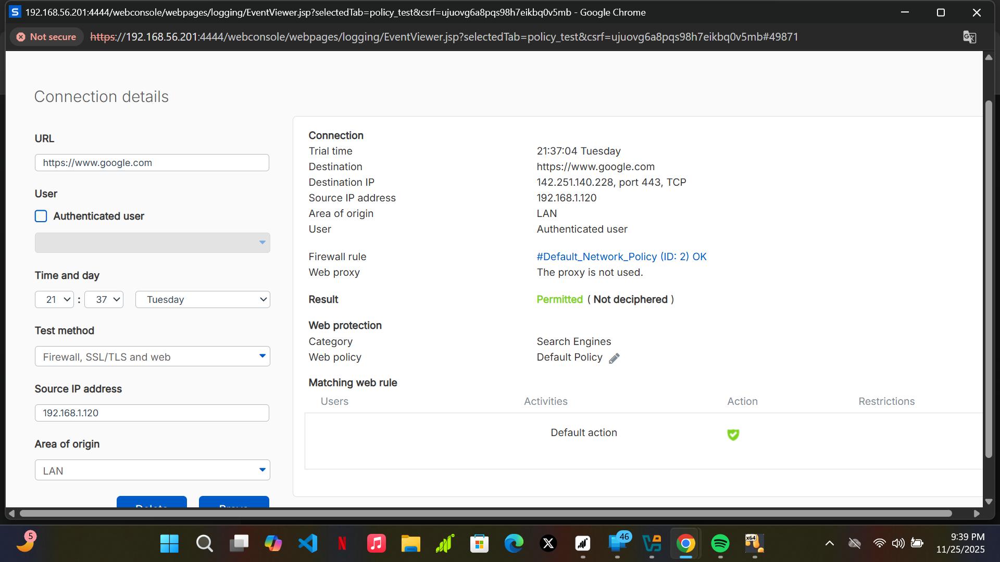 192.168.56.201:4444/webconsole/webpages/logging/EventViewer.jsp?selectedTab=policy_test&csrf=ujuovg6a8pqs98h7eikbq0v5mb - Google Chrome
Not secure https://192.168.56.201:4444/webconsole/webpages/logging/EventViewer.jsp?selectedTab=policy_test&csrf=ujuovg6a8pqs98h7eikbq0v5mb#49871
Connection details
URL
https://www.google.com
User
Authenticated user
Time and day
21 : 37 Tuesday
Test method
Firewall, SSL/TLS and web
Source IP address
192.168.1.120
Area of origin
LAN
Connection
Trial time 21:37:04 Tuesday
Destination https://www.google.com
Destination IP 142.251.140.228, port 443, TCP
Source IP address 192.168.1.120
Area of origin LAN
User Authenticated user
Firewall rule #Default_Network_Policy (ID: 2) OK
Web proxy The proxy is not used.
Result Permitted ( Not deciphered )
Web protection
Category Search Engines
Web policy Default Policy
Matching web rule
Users Activities Action Restrictions
Default action
5
46
x64
9:39 PM
11/25/2025